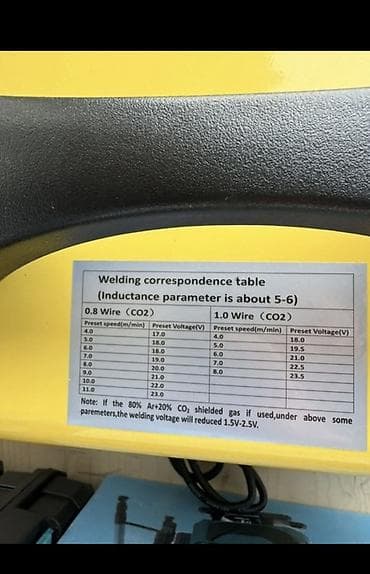 Welding correspondence table
(Inductance parameter is about 5-6)
0.8 Wire (CO2) 1.0 Wire (CO2)
Preset speed(m/min) Preset Voltage(V) Preset speed(m/min) Preset Voltage(V)
4.0 17.0 4.0 18.0
5.0 18.0 5.0 19.5
6.0 18.0 6.0 21.0
7.0 19.0 7.0 22.5
8.0 20.0 8.0 23.5
9.0 21.0
10.0 22.0
11.0 23.0
Note: If the 80% Ar+20% CO₂ shielded gas if used,under above some
paremeters,the welding voltage will reduced 1.5V-2.5V.